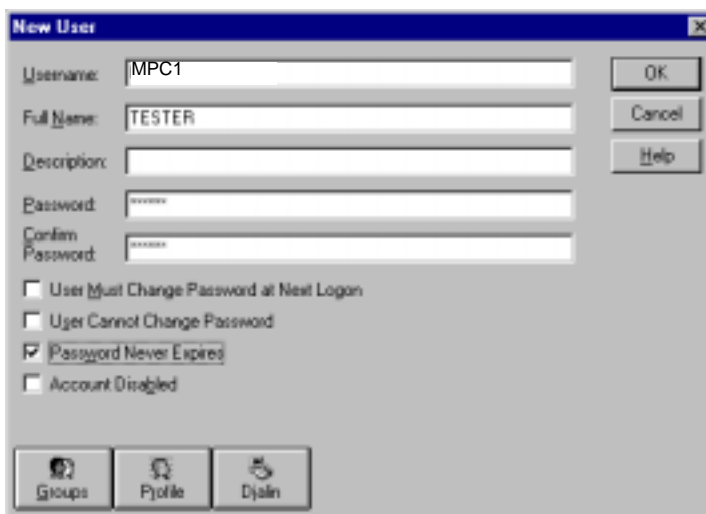 New User
Username: MPC1
OK
Full Name: TESTER
Cancel
Description:
Help
Password: *******
Confirm Password: *******
User Must Change Password at Next Logon
User Cannot Change Password
Password Never Expires
Account Disabled
Groups
Profile
Dialin